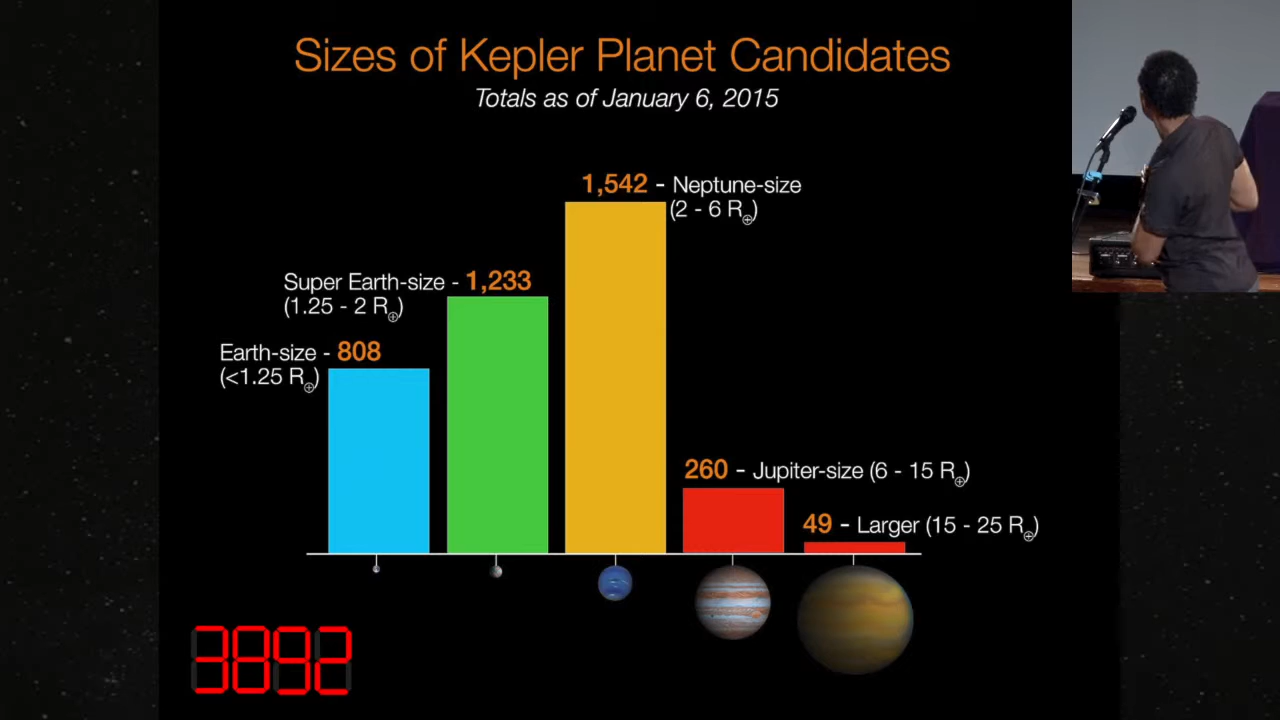 Sizes of Kepler Planet Candidates
Totals as of January 6, 2015
1,542 - Neptune-size
(2 - 6 R⊕)
Super Earth-size - 1,233
(1.25 - 2 R⊕)
Earth-size - 808
(<1.25 R⊕)
260 - Jupiter-size (6 - 15 R⊕)
49 - Larger (15 - 25 R⊕)
3892